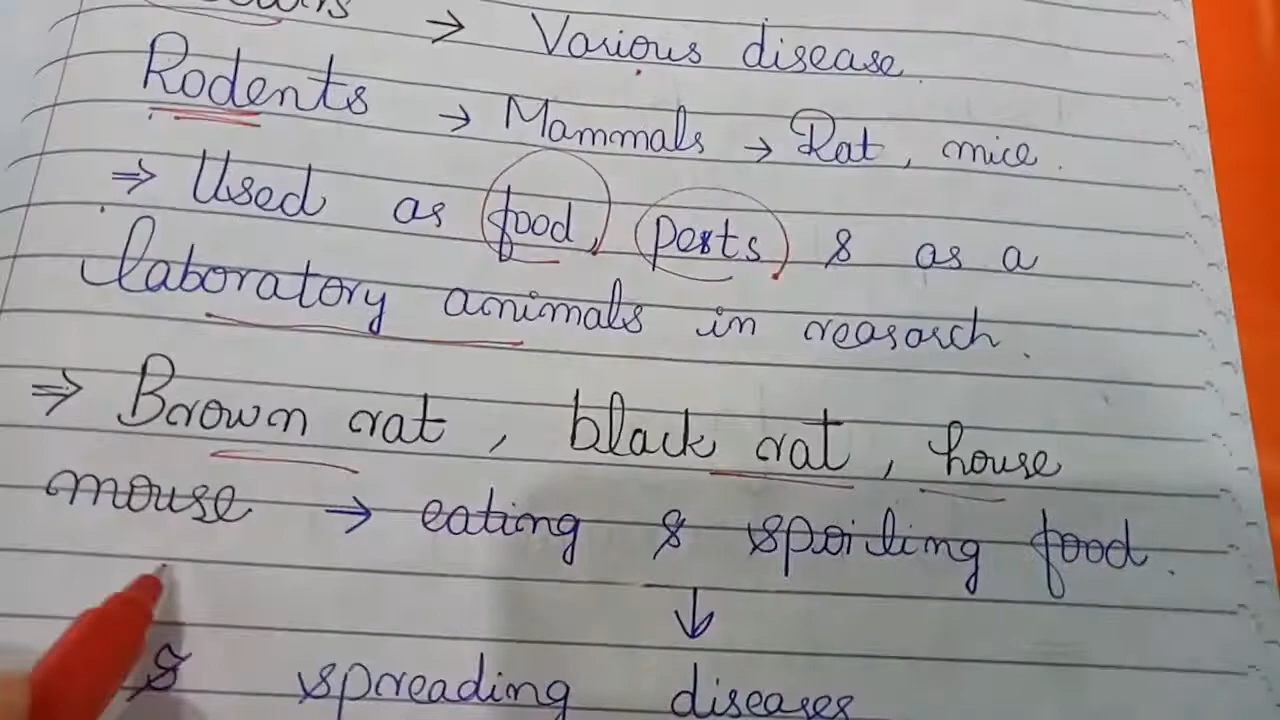 → Various disease.
Rodents → Mammals → Rat, mice.
⇒ Used as food, pests, & as a
laboratory animals in reasarch.
⇒ Brown rat, black rat, house
mouse → eating & spoiling food.
↓
& spreading diseases